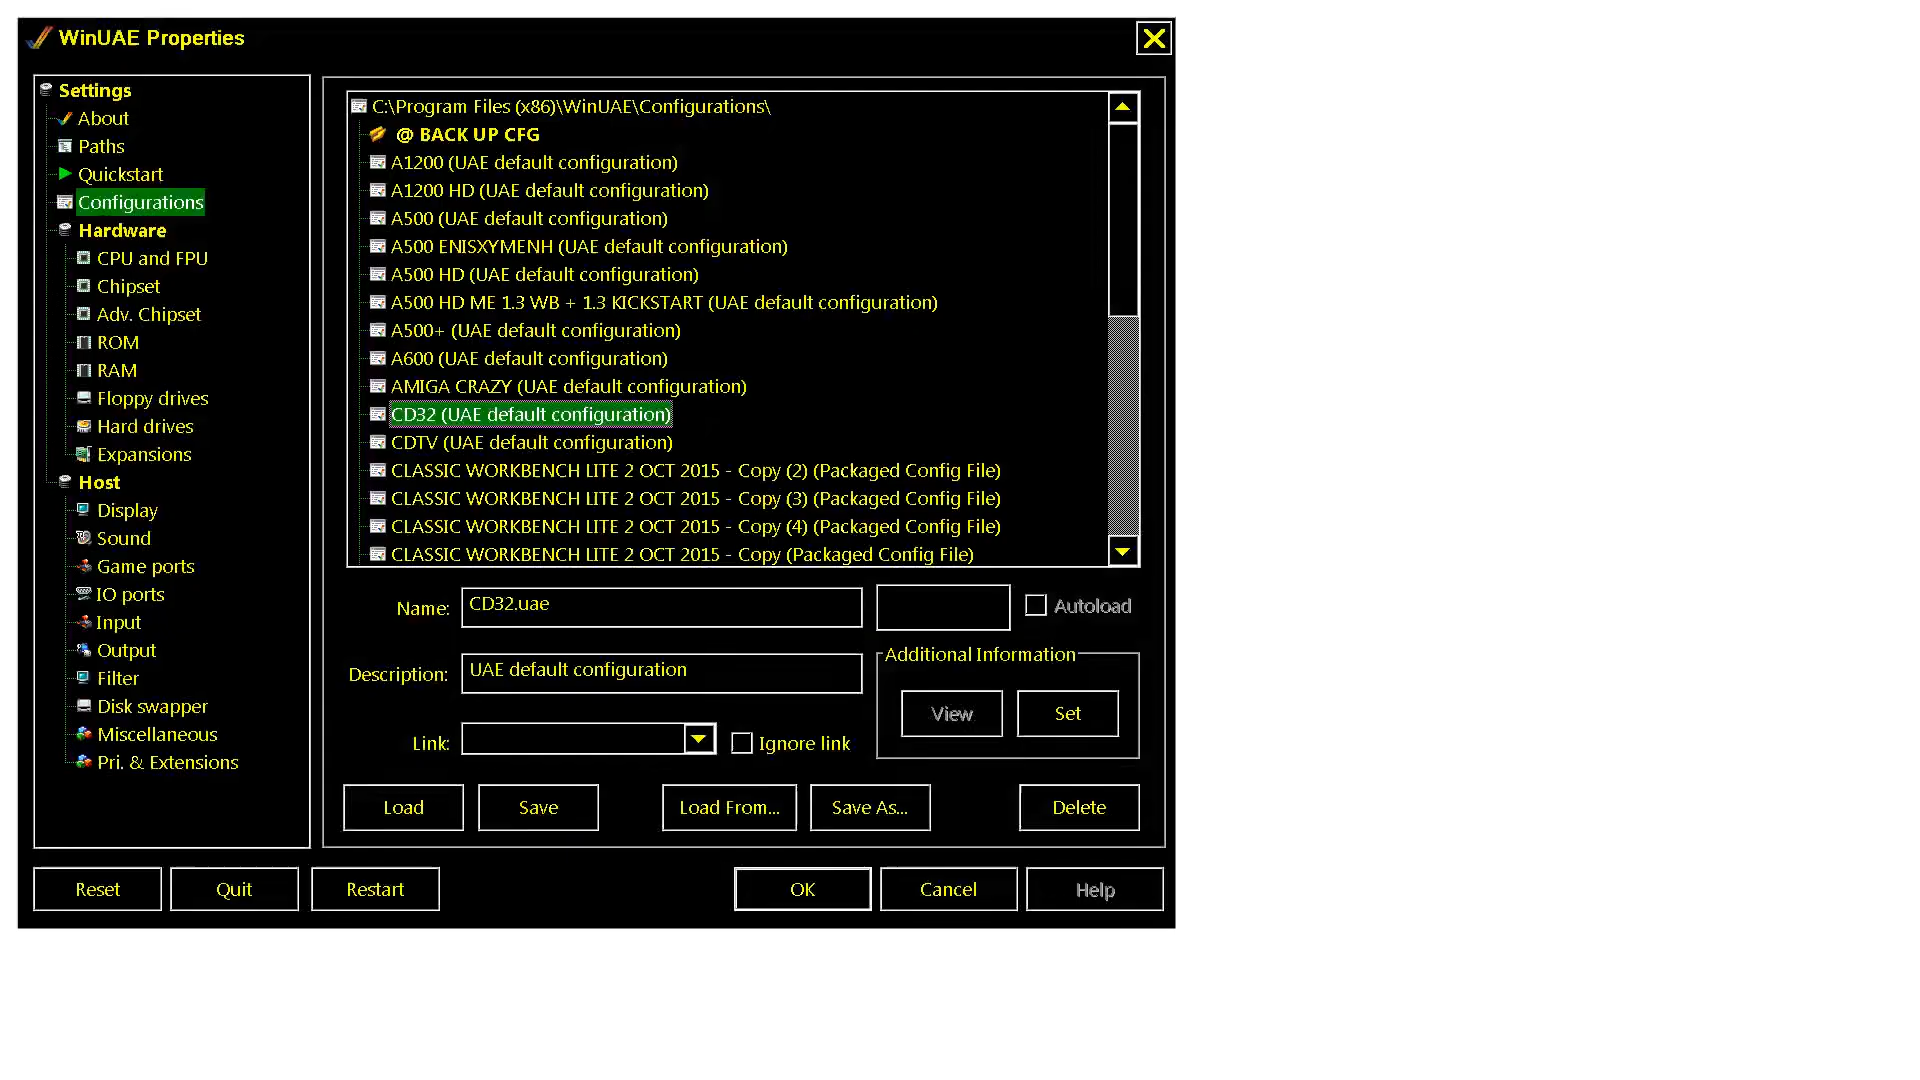 WinUAE Properties
Settings
About
Paths
Quickstart
Configurations
Hardware
CPU and FPU
Chipset
Adv. Chipset
ROM
RAM
Floppy drives
Hard drives
Expansions
Host
Display
Sound
Game ports
IO ports
Input
Output
Filter
Disk swapper
Miscellaneous
Pri. & Extensions
C:\Program Files (x86)\WinUAE\Configurations\
@ BACK UP CFG
A1200 (UAE default configuration)
A1200 HD (UAE default configuration)
A500 (UAE default configuration)
A500 ENISXYMENH (UAE default configuration)
A500 HD (UAE default configuration)
A500 HD ME 1.3 WB + 1.3 KICKSTART (UAE default configuration)
A500+ (UAE default configuration)
A600 (UAE default configuration)
AMIGA CRAZY (UAE default configuration)
CD32 (UAE default configuration)
CDTV (UAE default configuration)
CLASSIC WORKBENCH LITE 2 OCT 2015 - Copy (2) (Packaged Config File)
CLASSIC WORKBENCH LITE 2 OCT 2015 - Copy (3) (Packaged Config File)
CLASSIC WORKBENCH LITE 2 OCT 2015 - Copy (4) (Packaged Config File)
CLASSIC WORKBENCH LITE 2 OCT 2015 - Copy (Packaged Config File)
Name: CD32.uae
Autoload
Description: UAE default configuration
Additional Information
View Set
Link:
Ignore link
Load Save Load From... Save As... Delete
Reset Quit Restart OK Cancel Help